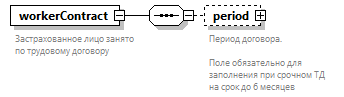 workerContract
period
Застрахованное лицо занято
по трудовому договору
Период договора.
Поле обязательно для
заполнения при срочном ТД
на срок до 6 месяцев